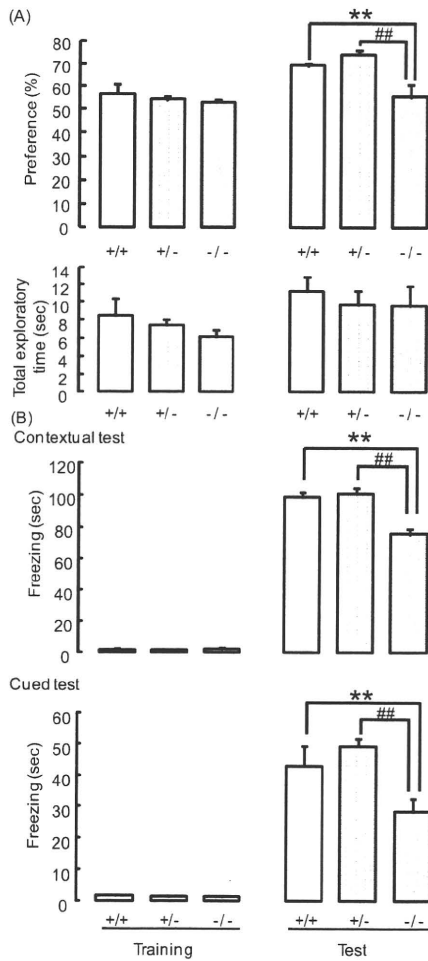 (A)
Preference (%)
80
70
60
50
40
30
20
10
0
**
##
+/+ +/- -/- +/+ +/- -/-
Total exploratory
time (sec)
14
12
10
8
6
4
2
0
+/+ +/- -/- +/+ +/- -/-
(B)
Contextual test
Freezing (sec)
120
100
80
60
40
20
0
**
##
Cued test
Freezing (sec)
60
50
40
30
20
10
0
**
##
+/+ +/- -/- +/+ +/- -/-
Training Test